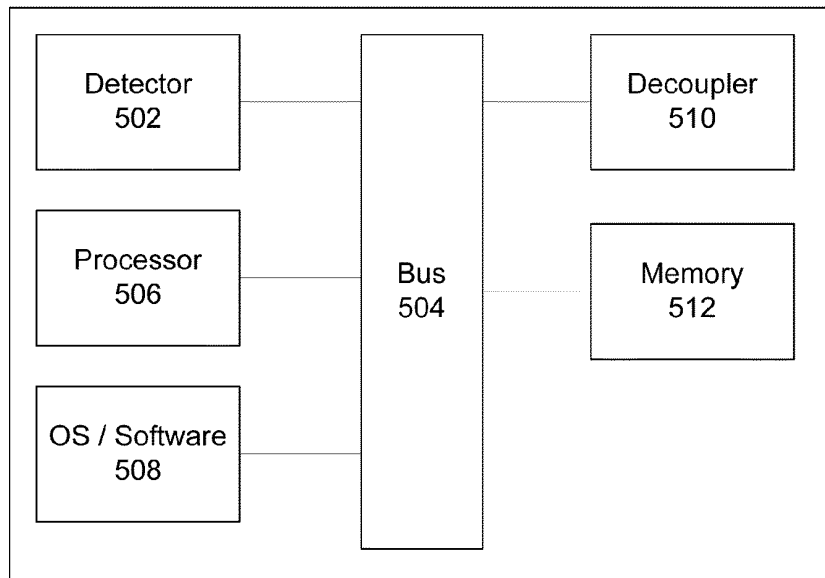 Detector
502
Processor
506
OS / Software
508
Bus
504
Decoupler
510
Memory
512